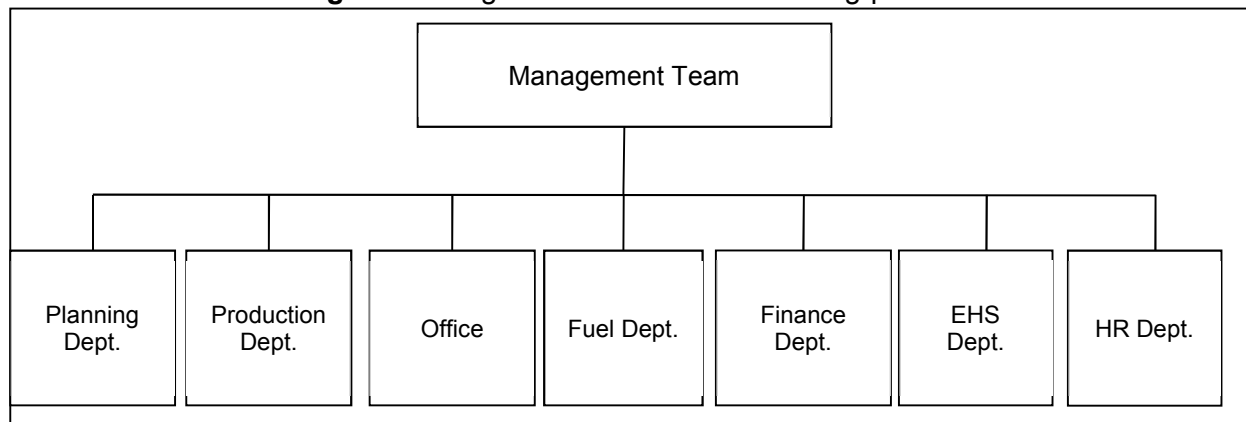 Management Team
Planning
Dept.
Production
Dept.
Office
Fuel Dept.
Finance
Dept.
EHS
Dept.
HR Dept.